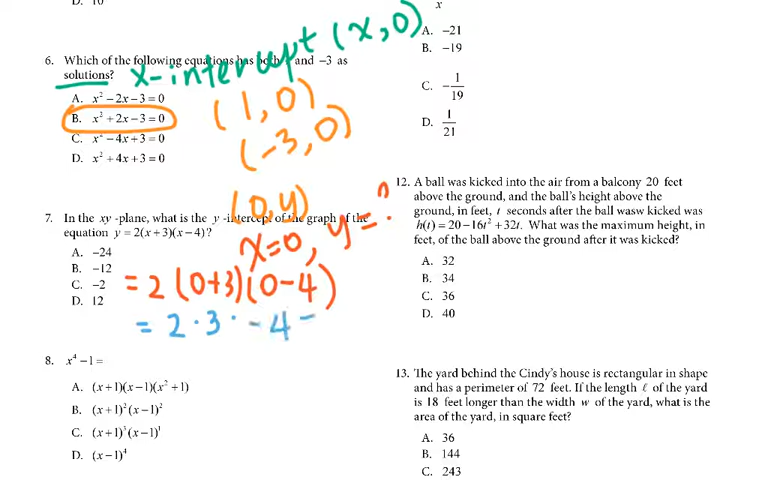 D. 10
6. Which of the following equations has both and −3 as
solutions?
A. x² − 2x − 3 = 0
B. x² + 2x − 3 = 0
C. x² − 4x + 3 = 0
D. x² + 4x + 3 = 0
x-intercept (x,0)
(1,0)
(-3,0)
(0,y)
7. In the xy-plane, what is the y-intercept of the graph of the
equation y = 2(x+3)(x−4)?
A. −24
B. −12
C. −2
D. 12
x=0, y=?
= 2 (0+3)(0-4)
= 2·3·-4 =
8. x⁴ − 1 =
A. (x+1)(x−1)(x²+1)
B. (x+1)²(x−1)²
C. (x+1)³(x−1)¹
D. (x−1)⁴
x
A. −21
B. −19
C. −1/19
D. 1/21
12. A ball was kicked into the air from a balcony 20 feet
above the ground, and the ball's height above the
ground, in feet, t seconds after the ball wasw kicked was
h(t) = 20 − 16t² + 32t. What was the maximum height, in
feet, of the ball above the ground after it was kicked?
A. 32
B. 34
C. 36
D. 40
13. The yard behind the Cindy's house is rectangular in shape
and has a perimeter of 72 feet. If the length ℓ of the yard
is 18 feet longer than the width w of the yard, what is the
area of the yard, in square feet?
A. 36
B. 144
C. 243